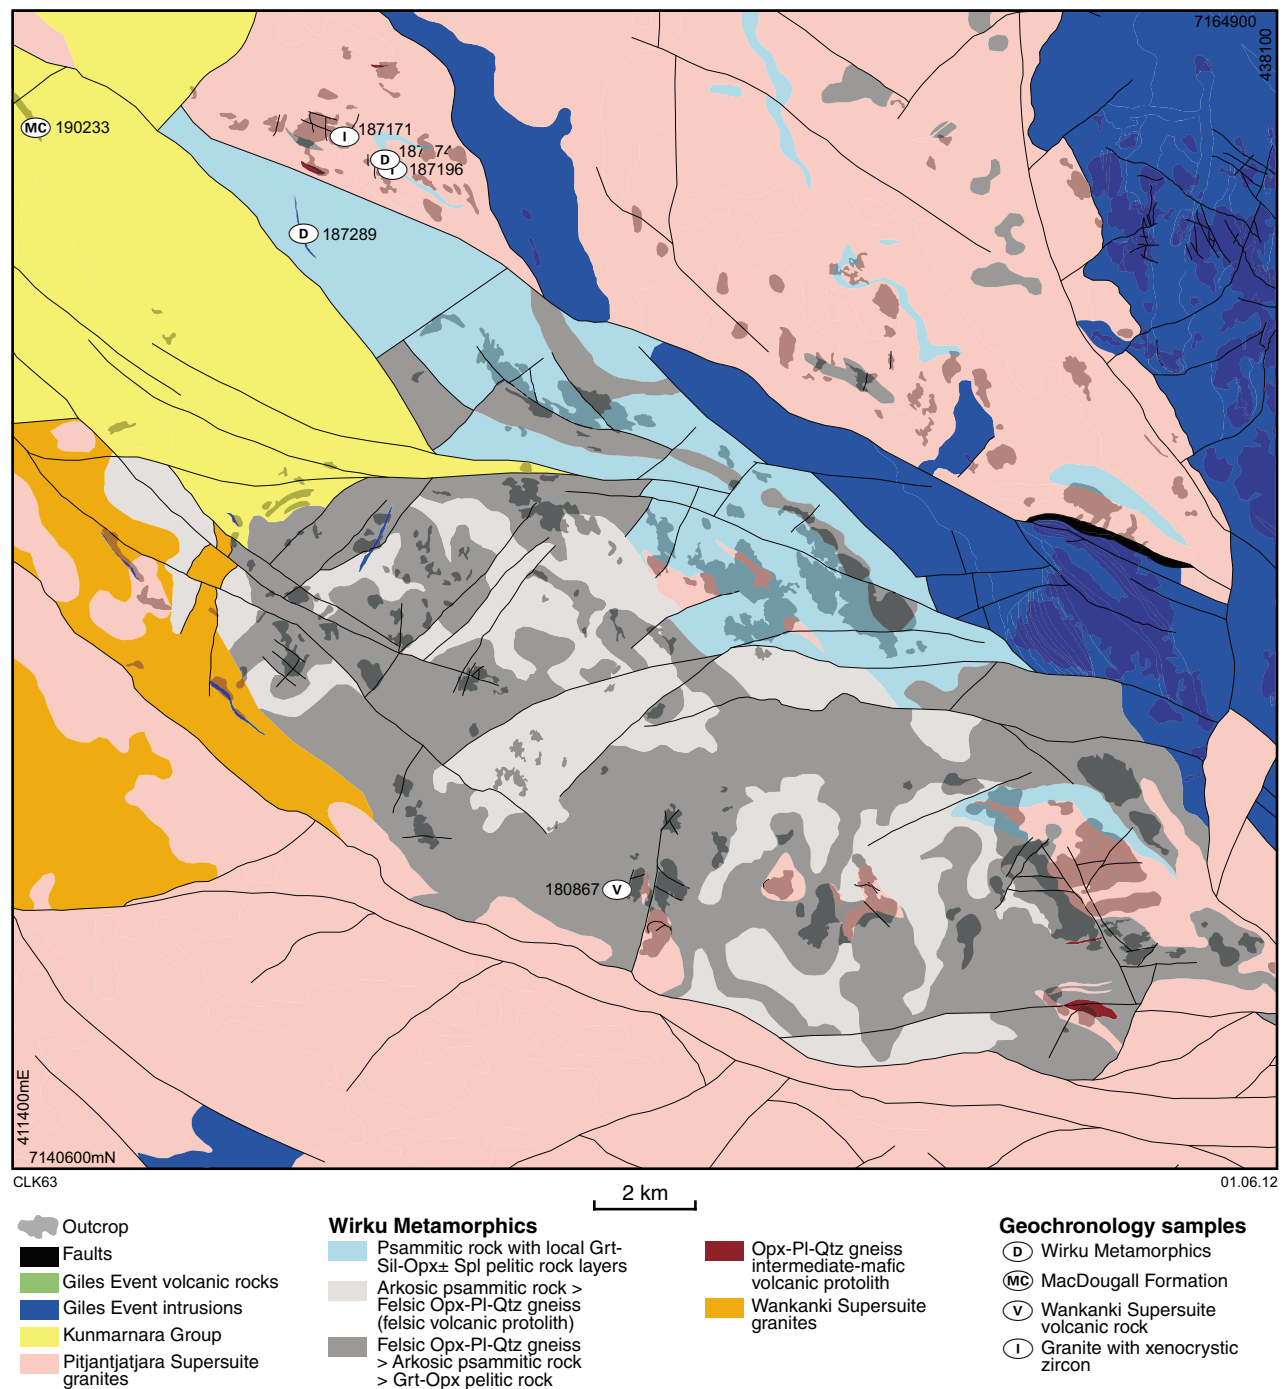 7164900
438100
MC 190233
I 187171
D
187196
D 187289
180867 V
411400mE
7140600mN
CLK63
01.06.12
2 km
Outcrop
Faults
Giles Event volcanic rocks
Giles Event intrusions
Kunmarnara Group
Pitjantjatjara Supersuite
granites
Wirku Metamorphics
Psammitic rock with local Grt-
Sil-Opx± Spl pelitic rock layers
Arkosic psammitic rock >
Felsic Opx-Pl-Qtz gneiss
(felsic volcanic protolith)
Felsic Opx-Pl-Qtz gneiss
> Arkosic psammitic rock
> Grt-Opx pelitic rock
Opx-Pl-Qtz gneiss
intermediate-mafic
volcanic protolith
Wankanki Supersuite
granites
Geochronology samples
D Wirku Metamorphics
MC MacDougall Formation
V Wankanki Supersuite
volcanic rock
I Granite with xenocrystic
zircon